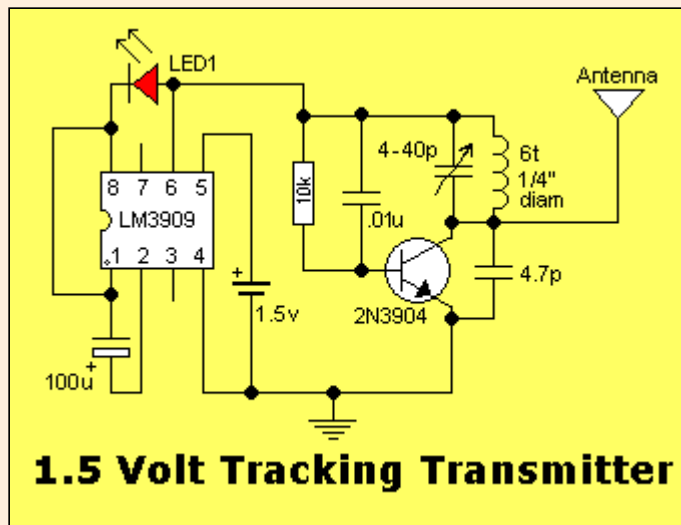 LED1
Antenna
4-40p
6t
1/4"
diam
8 7 6 5
10k
.01u
LM3909
1 2 3 4
+
1.5v
2N3904
4.7p
100u
+
1.5 Volt Tracking Transmitter